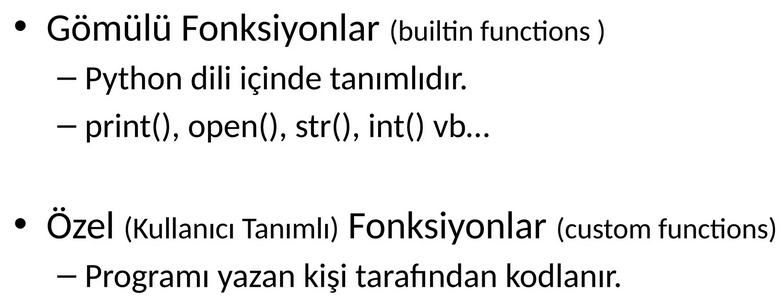 • Gömülü Fonksiyonlar (builtin functions )
– Python dili içinde tanımlıdır.
– print(), open(), str(), int() vb...
• Özel (Kullanıcı Tanımlı) Fonksiyonlar (custom functions)
– Programı yazan kişi tarafından kodlanır.